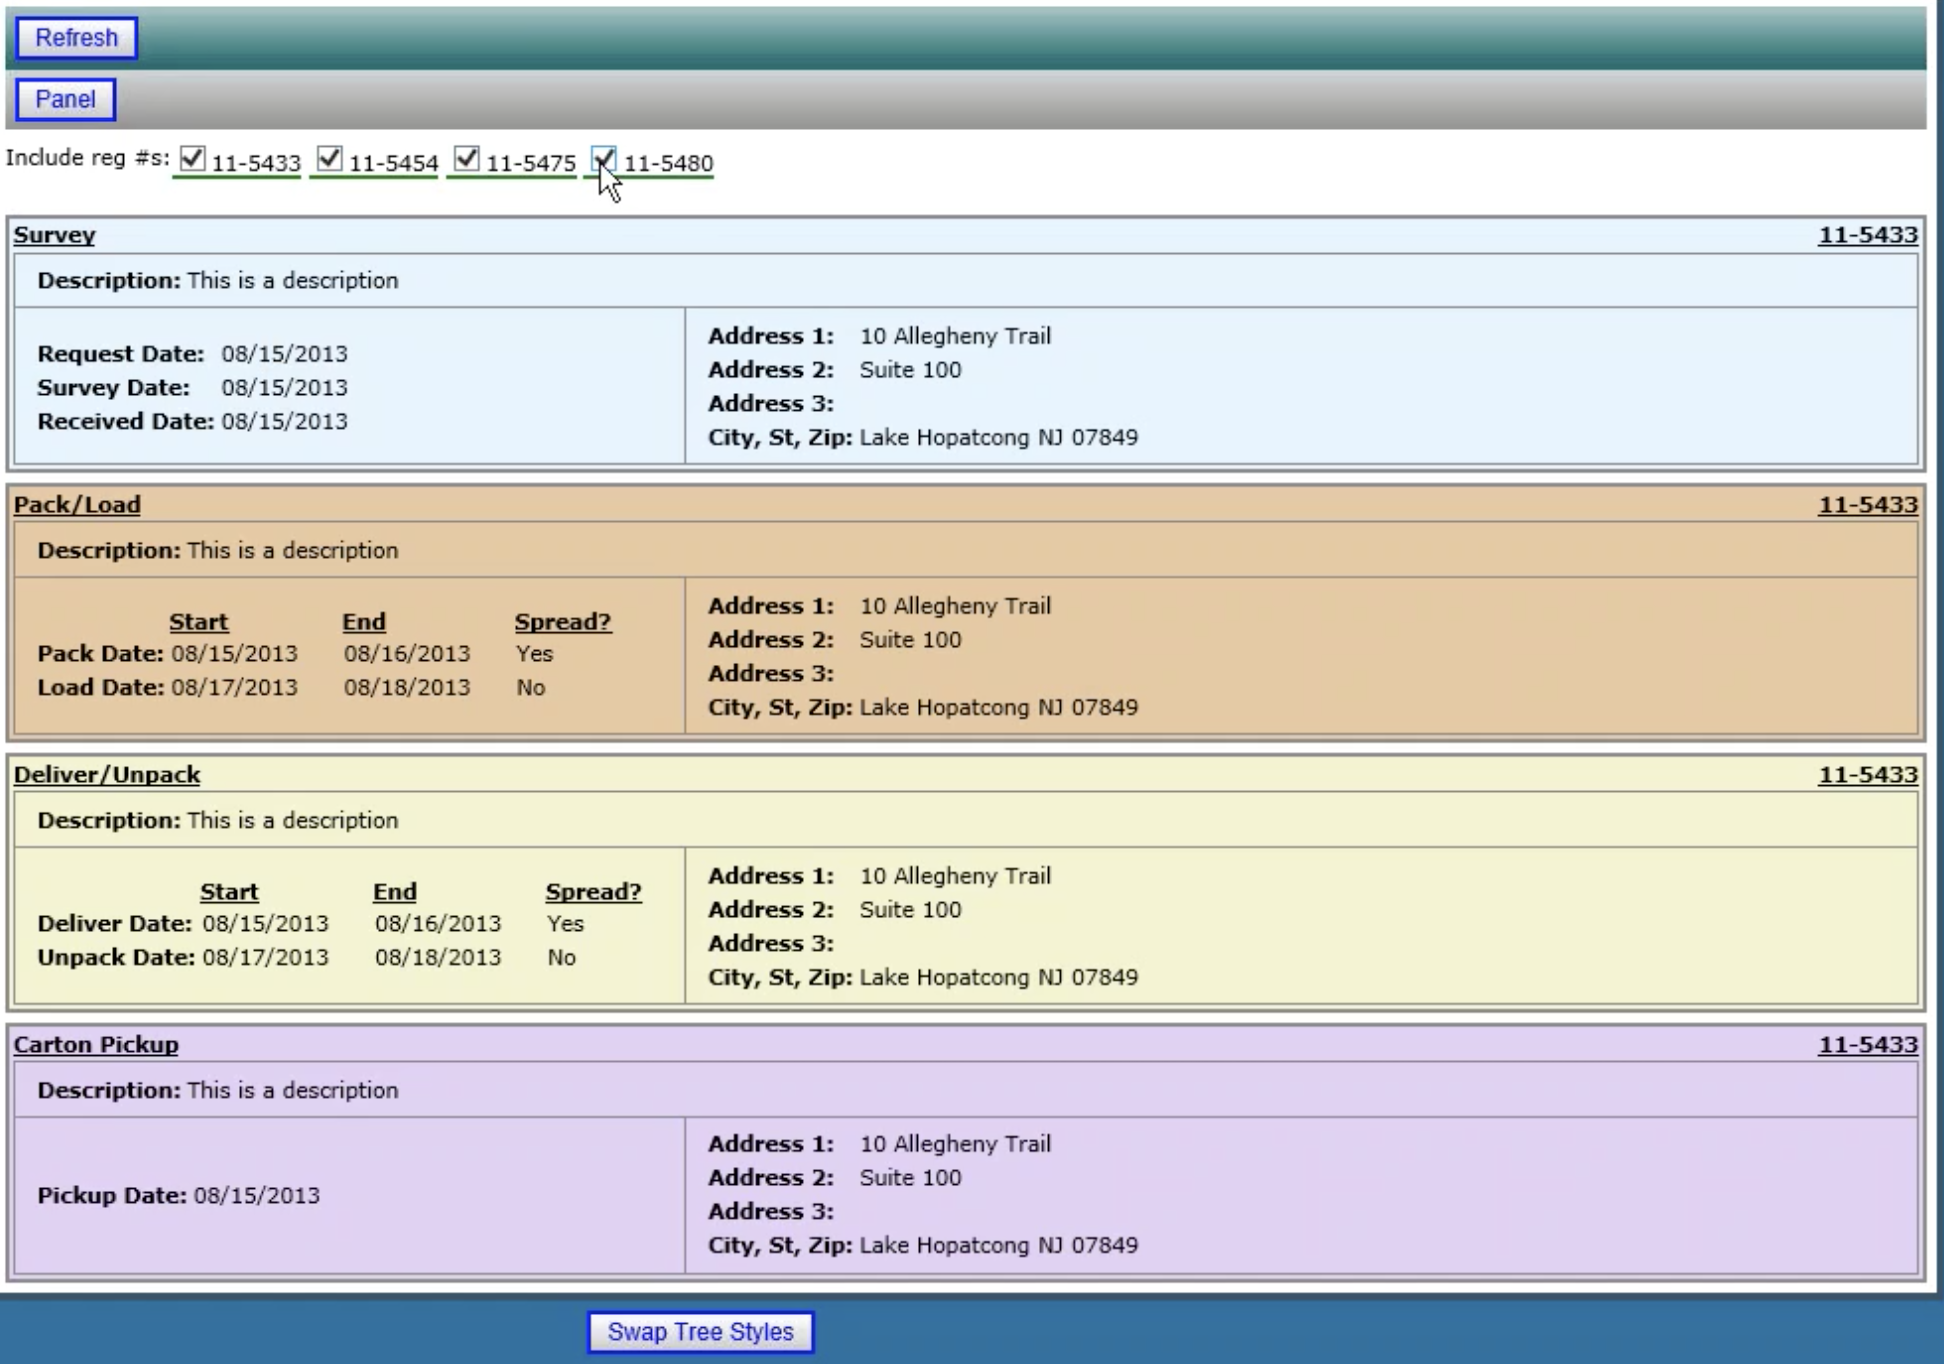 Refresh
Panel
Include reg #s: 11-5433 11-5454 11-5475 11-5480
Survey 11-5433
Description: This is a description
Request Date: 08/15/2013
Survey Date: 08/15/2013
Received Date: 08/15/2013
Address 1: 10 Allegheny Trail
Address 2: Suite 100
Address 3:
City, St, Zip: Lake Hopatcong NJ 07849
Pack/Load 11-5433
Description: This is a description
Start End Spread?
Pack Date: 08/15/2013 08/16/2013 Yes
Load Date: 08/17/2013 08/18/2013 No
Address 1: 10 Allegheny Trail
Address 2: Suite 100
Address 3:
City, St, Zip: Lake Hopatcong NJ 07849
Deliver/Unpack 11-5433
Description: This is a description
Start End Spread?
Deliver Date: 08/15/2013 08/16/2013 Yes
Unpack Date: 08/17/2013 08/18/2013 No
Address 1: 10 Allegheny Trail
Address 2: Suite 100
Address 3:
City, St, Zip: Lake Hopatcong NJ 07849
Carton Pickup 11-5433
Description: This is a description
Pickup Date: 08/15/2013
Address 1: 10 Allegheny Trail
Address 2: Suite 100
Address 3:
City, St, Zip: Lake Hopatcong NJ 07849
Swap Tree Styles